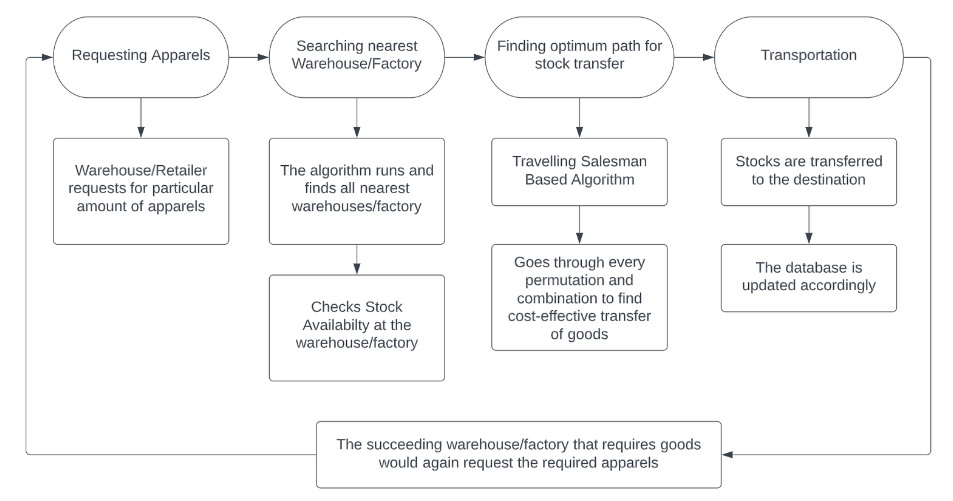 Requesting Apparels
Searching nearest
Warehouse/Factory
Finding optimum path for
stock transfer
Transportation
Warehouse/Retailer
requests for particular
amount of apparels
The algorithm runs and
finds all nearest
warehouses/factory
Checks Stock
Availabilty at the
warehouse/factory
Travelling Salesman
Based Algorithm
Goes through every
permutation and
combination to find
cost-effective transfer
of goods
Stocks are transferred
to the destination
The database is
updated accordingly
The succeeding warehouse/factory that requires goods
would again request the required apparels